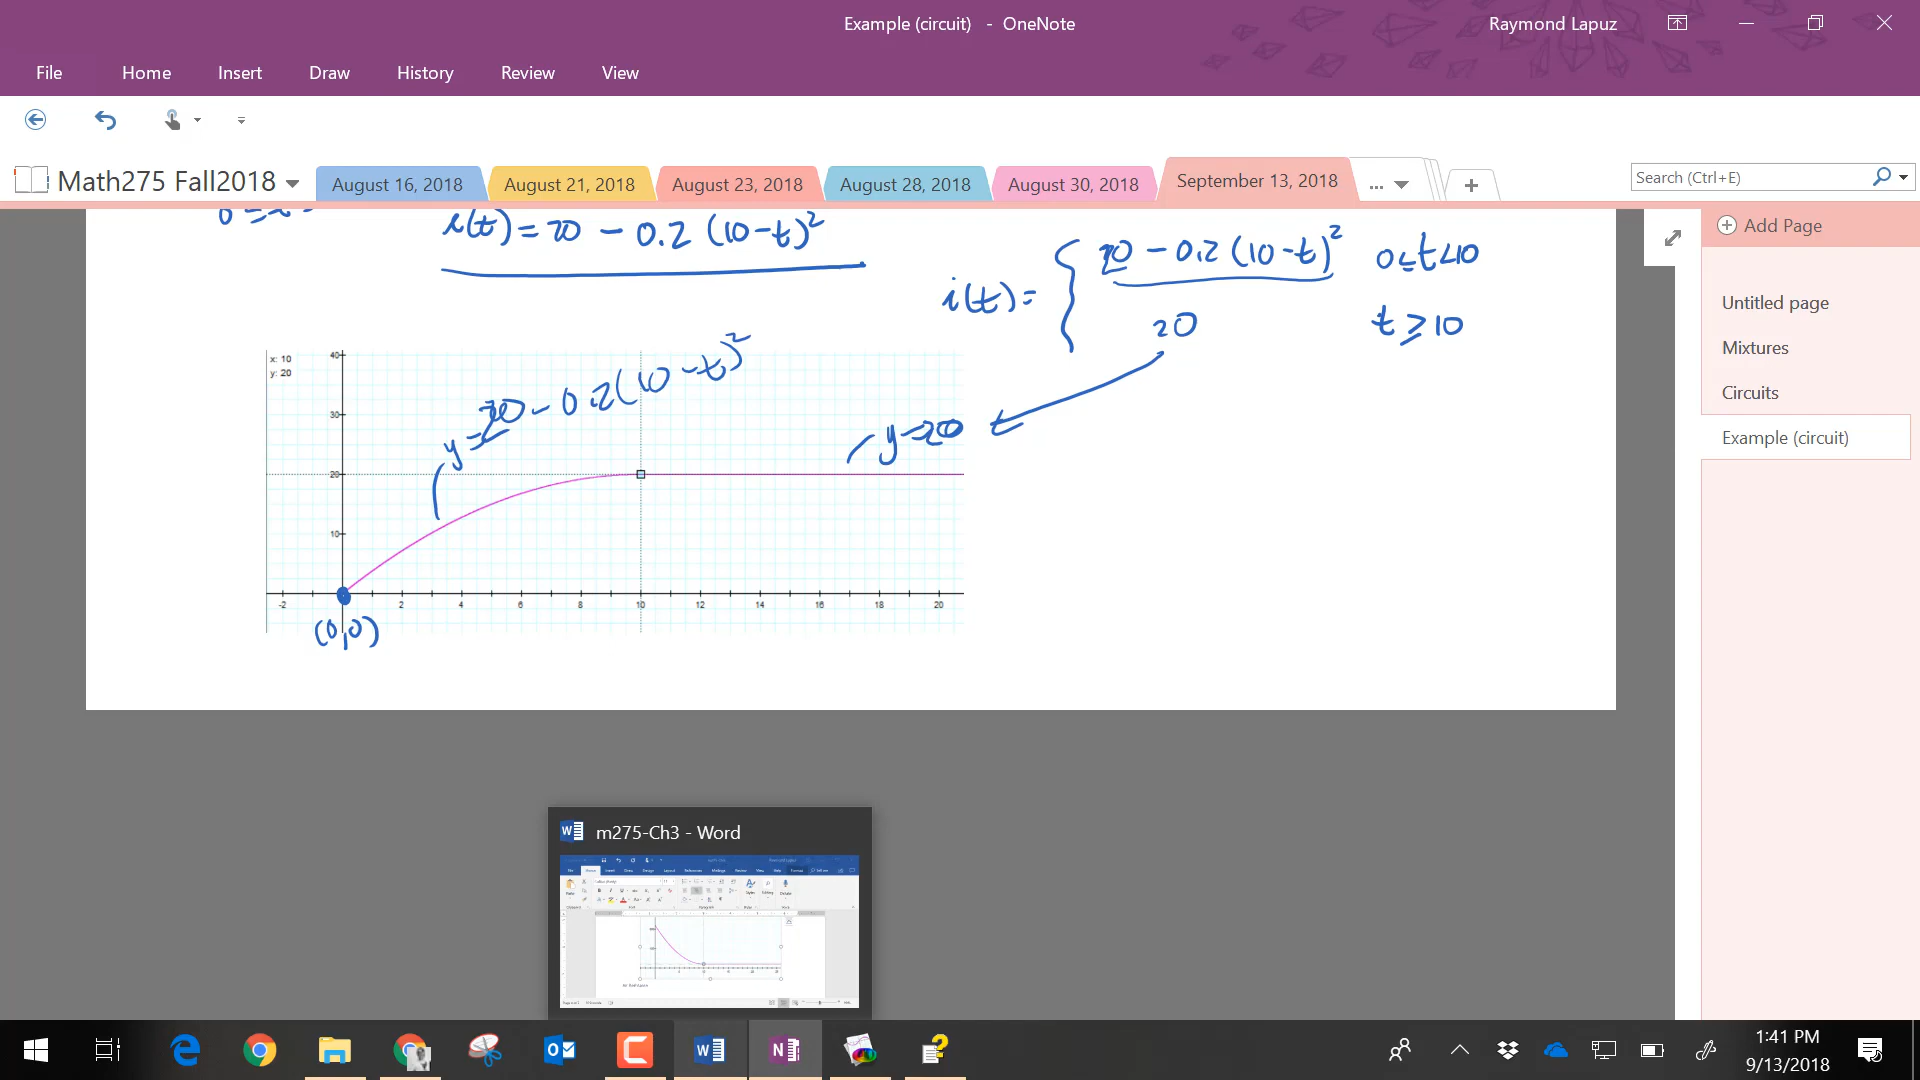 Example (circuit) - OneNote
Raymond Lapuz
File Home Insert Draw History Review View
Math275 Fall2018
August 16, 2018
August 21, 2018
August 23, 2018
August 28, 2018
August 30, 2018
September 13, 2018
...
Search (Ctrl+E)
Add Page
Untitled page
Mixtures
Circuits
Example (circuit)
i(t) = 20 - 0.2 (10-t)²
i(t) = { 20 - 0.2 (10-t)² 0≤t<10
20 t ≥ 10
x: 10
y: 20
y = 20 - 0.2(10-t)²
y=20
40
30
20
10
-2 2 4 6 8 10 12 14 16 18 20
(0,0)
m275-Ch3 - Word
1:41 PM
9/13/2018